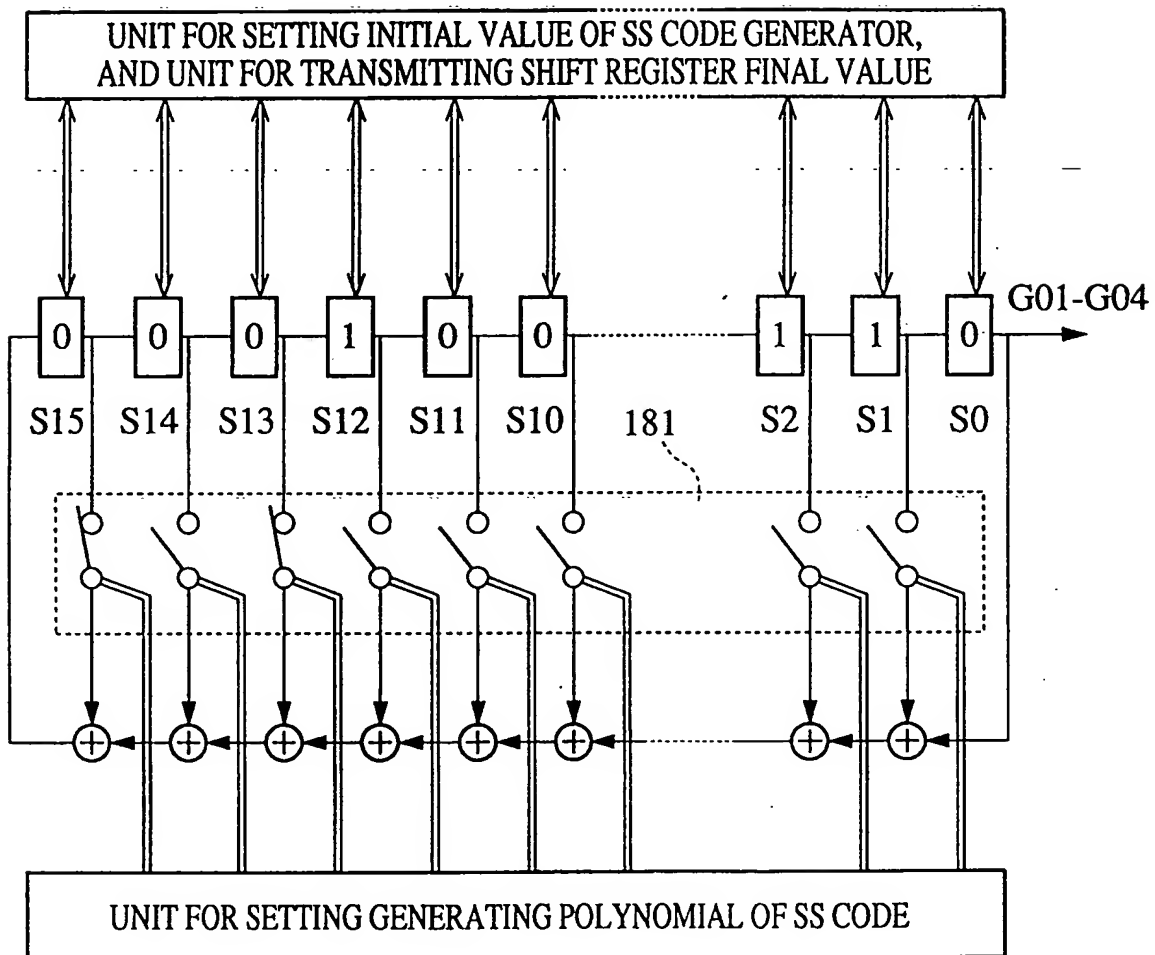 UNIT FOR SETTING INITIAL VALUE OF SS CODE GENERATOR,
AND UNIT FOR TRANSMITTING SHIFT REGISTER FINAL VALUE
G01-G04
0 0 0 1 0 0 1 1 0
S15 S14 S13 S12 S11 S10 181 S2 S1 S0
UNIT FOR SETTING GENERATING POLYNOMIAL OF SS CODE